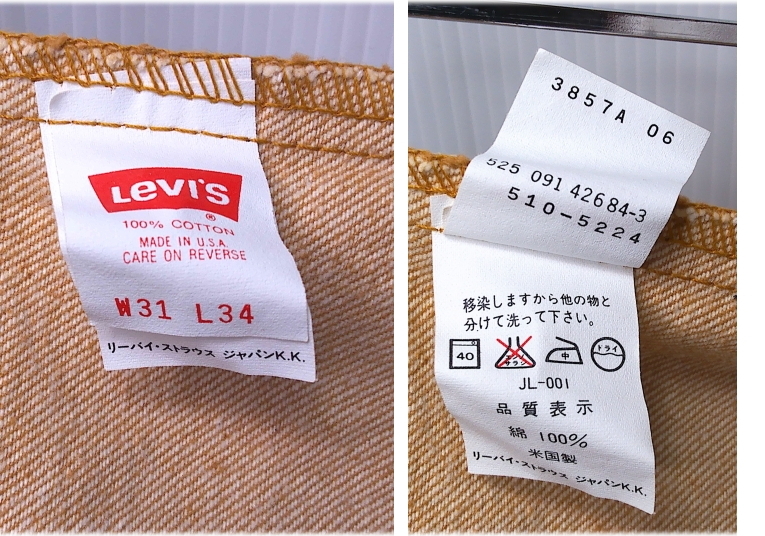 LEVI'S
®
100% COTTON
MADE IN U.S.A.
CARE ON REVERSE
W31 L34
リーバイ・ストラウス ジャパンK.K.
3857A 06
525 091 42684-3
510-5224
移染しますから他の物と
分けて洗って下さい。
40 エンソ サラシ 中 ドライ
JL-001
品質表示
綿 100%
米国製
リーバイ・ストラウス ジャパンK.K.